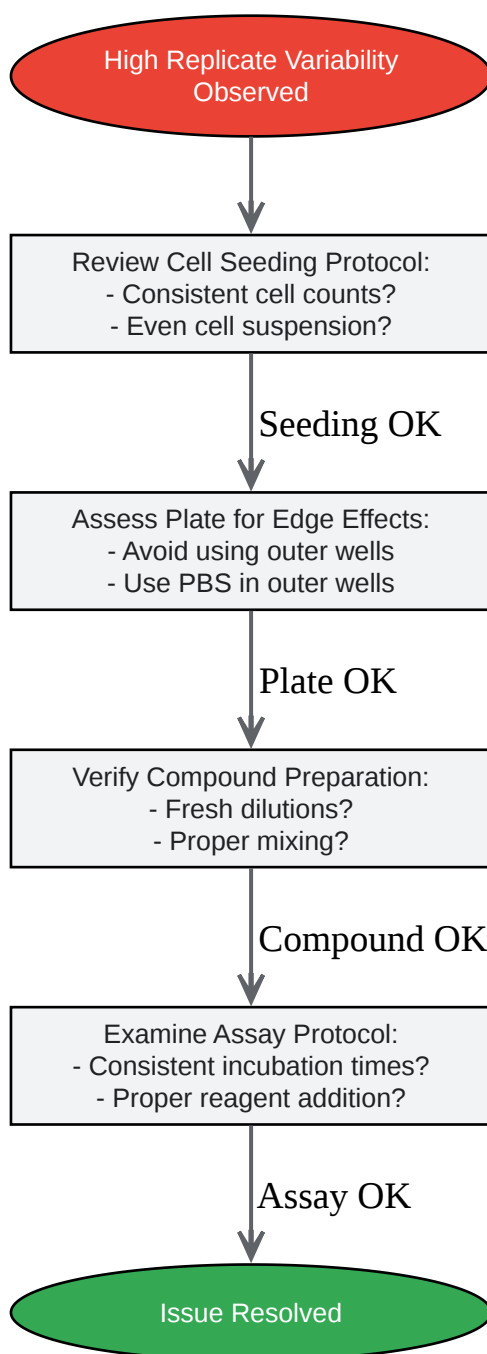 High Replicate Variability
Observed
Review Cell Seeding Protocol:
- Consistent cell counts?
- Even cell suspension?
Seeding OK
Assess Plate for Edge Effects:
- Avoid using outer wells
- Use PBS in outer wells
Plate OK
Verify Compound Preparation:
- Fresh dilutions?
- Proper mixing?
Compound OK
Examine Assay Protocol:
- Consistent incubation times?
- Proper reagent addition?
Assay OK
Issue Resolved